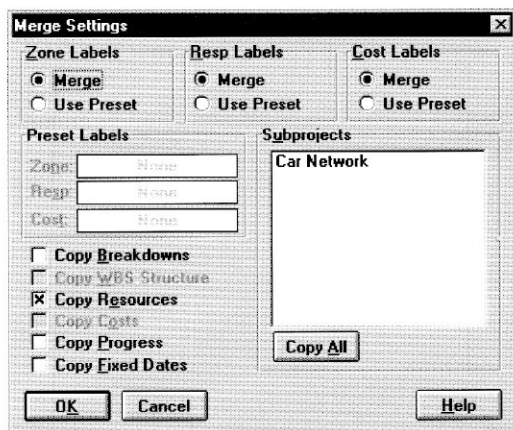 Merge Settings
Zone Labels
Merge
Use Preset
Resp Labels
Merge
Use Preset
Cost Labels
Merge
Use Preset
Preset Labels
Zone: None
Resp: None
Cost: None
Subprojects
Car Network
Copy All
Copy Breakdowns
Copy WBS Structure
Copy Resources
Copy Costs
Copy Progress
Copy Fixed Dates
OK
Cancel
Help